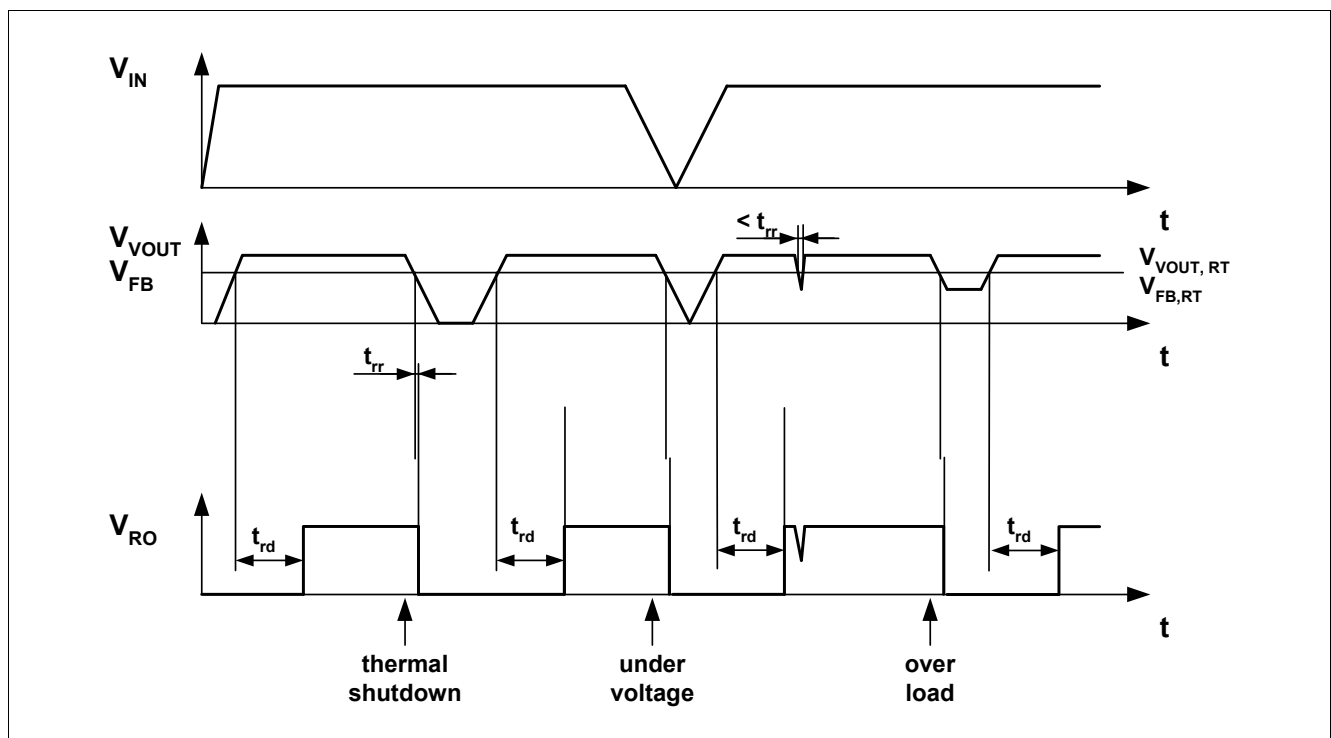 V_IN
t
< t_rr
V_VOUT
V_FB
V_VOUT, RT
V_FB,RT
t
t_rr
V_RO
t_rd
t_rd
t_rd
t_rd
t
thermal
shutdown
under
voltage
over
load